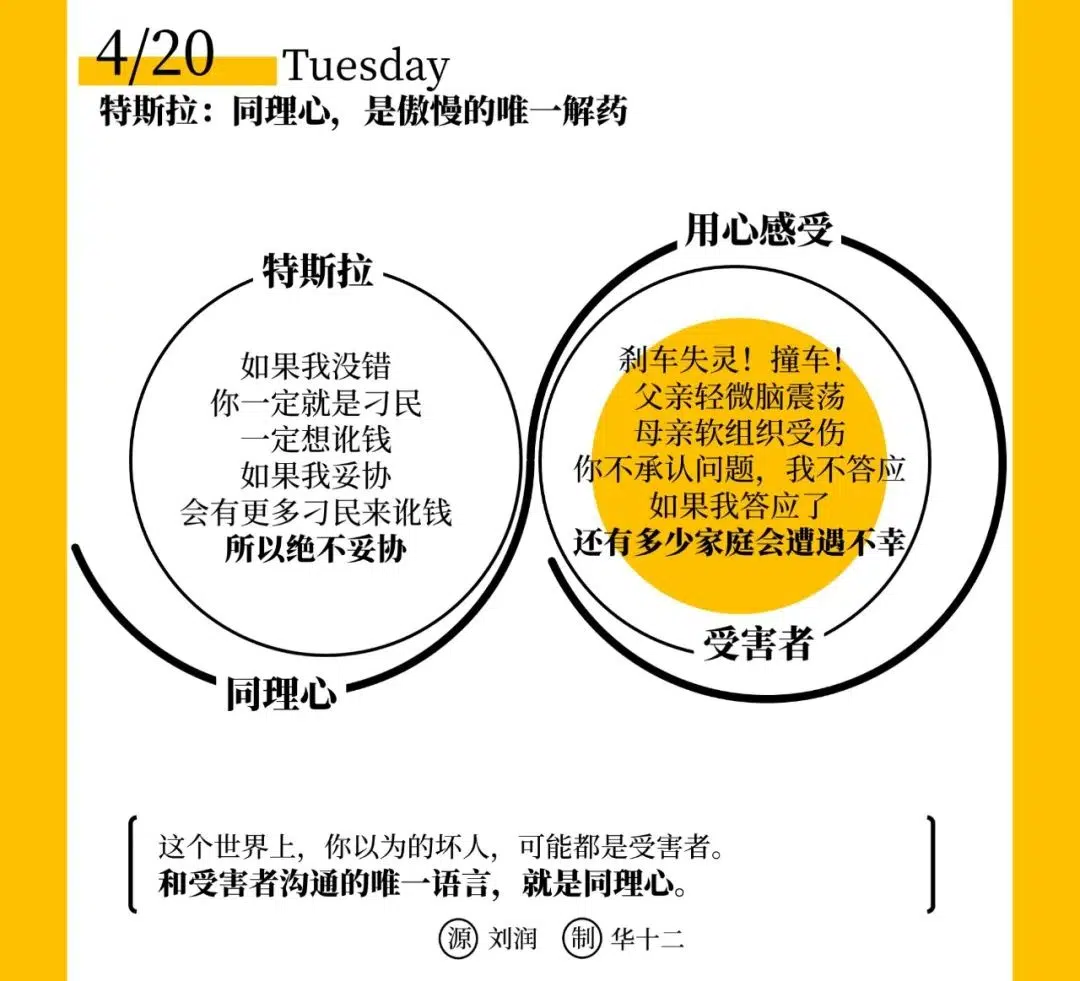 4/20 Tuesday
特斯拉：同理心，是傲慢的唯一解药
特斯拉
如果我没错
你一定就是刁民
一定想讹钱
如果我妥协
会有更多刁民来讹钱
所以绝不妥协
同理心
用心感受
刹车失灵！撞车！
父亲轻微脑震荡
母亲软组织受伤
你不承认问题，我不答应
如果我答应了
还有多少家庭会遭遇不幸
受害者
这个世界上，你以为的坏人，可能都是受害者。
和受害者沟通的唯一语言，就是同理心。
源 刘润 制 华十二